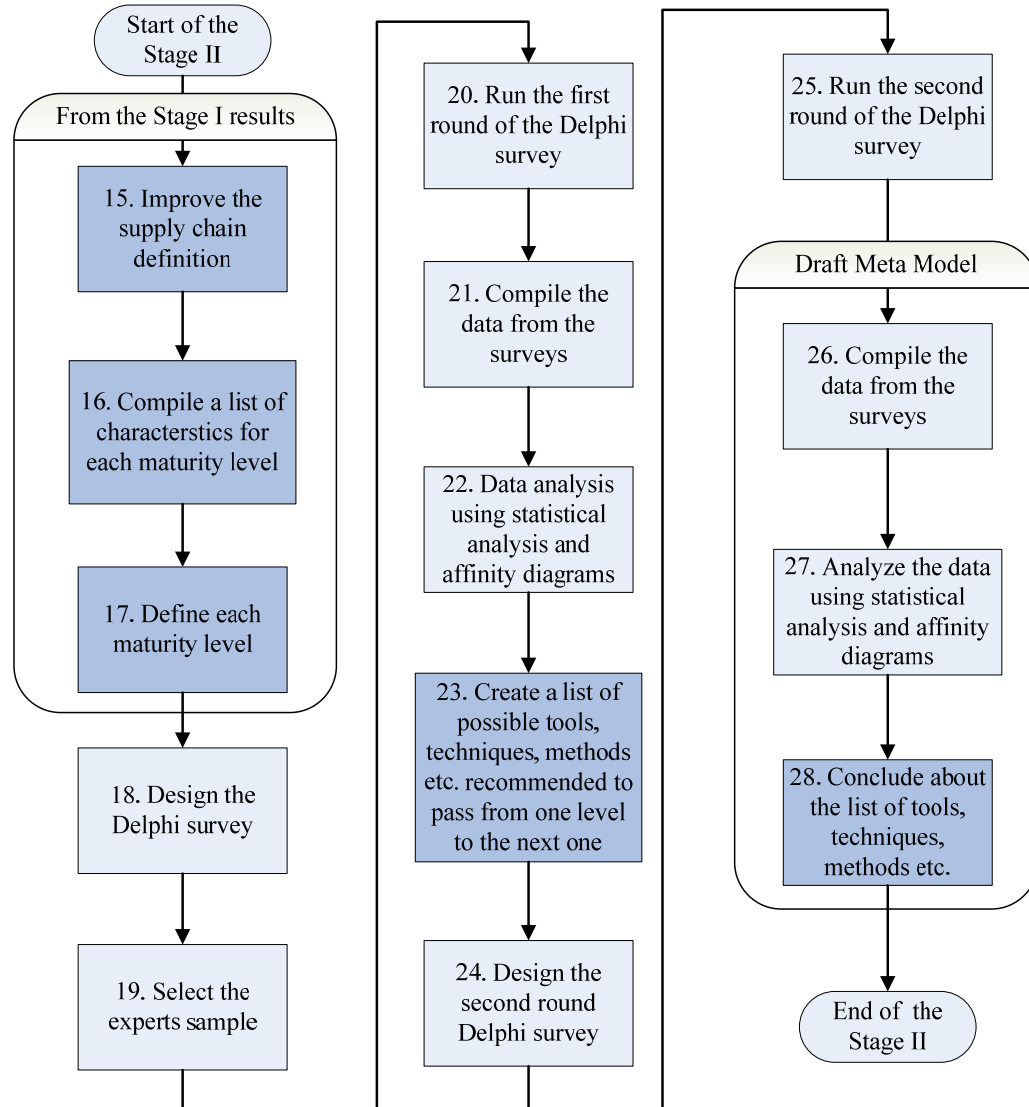 Start of the
Stage II
From the Stage I results
15. Improve the
supply chain
definition
16. Compile a list of
characterstics for
each maturity level
17. Define each
maturity level
18. Design the
Delphi survey
19. Select the
experts sample
20. Run the first
round of the Delphi
survey
21. Compile the
data from the
surveys
22. Data analysis
using statistical
analysis and
affinity diagrams
23. Create a list of
possible tools,
techniques, methods
etc. recommended to
pass from one level
to the next one
24. Design the
second round
Delphi survey
25. Run the second
round of the Delphi
survey
Draft Meta Model
26. Compile the
data from the
surveys
27. Analyze the data
using statistical
analysis and affinity
diagrams
28. Conclude about
the list of tools,
techniques,
methods etc.
End of the
Stage II